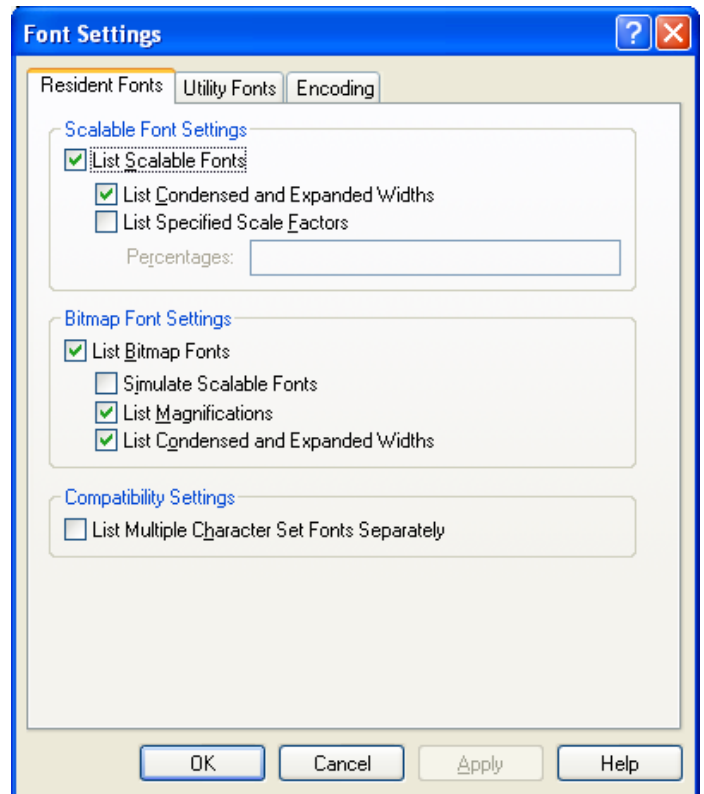 Font Settings
Resident Fonts Utility Fonts Encoding
Scalable Font Settings
List Scalable Fonts
List Condensed and Expanded Widths
List Specified Scale Factors
Percentages:
Bitmap Font Settings
List Bitmap Fonts
Simulate Scalable Fonts
List Magnifications
List Condensed and Expanded Widths
Compatibility Settings
List Multiple Character Set Fonts Separately
OK Cancel Apply Help